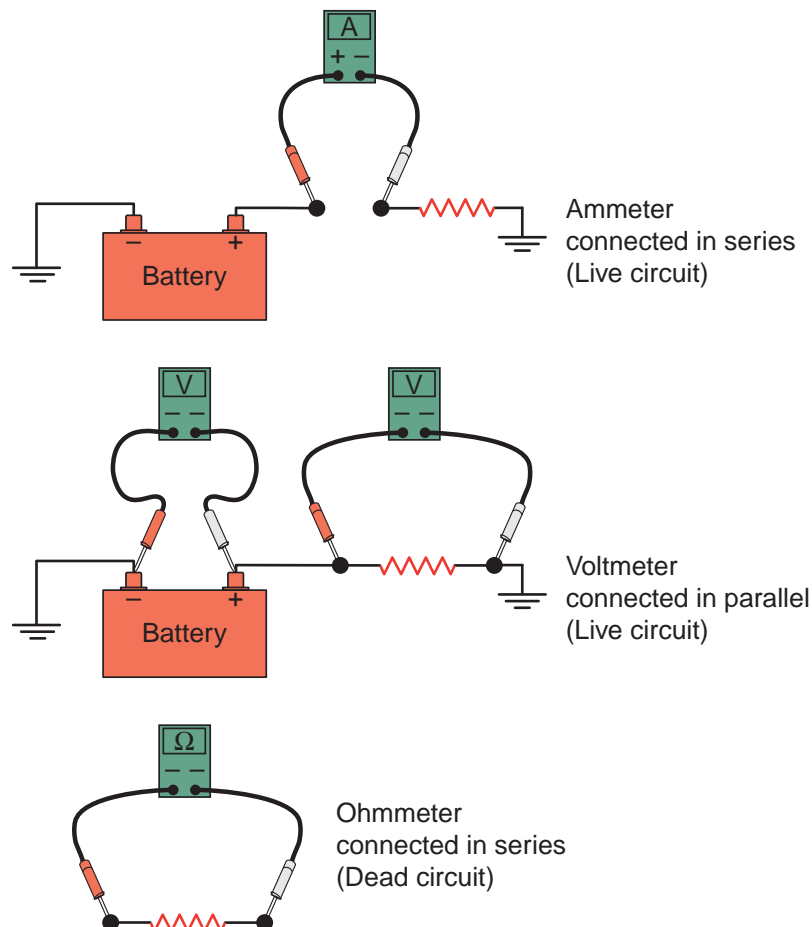 A
+ −
− +
Battery
Ammeter
connected in series
(Live circuit)
V
− −
V
− −
− +
Battery
Voltmeter
connected in parallel
(Live circuit)
Ω
− −
Ohmmeter
connected in series
(Dead circuit)